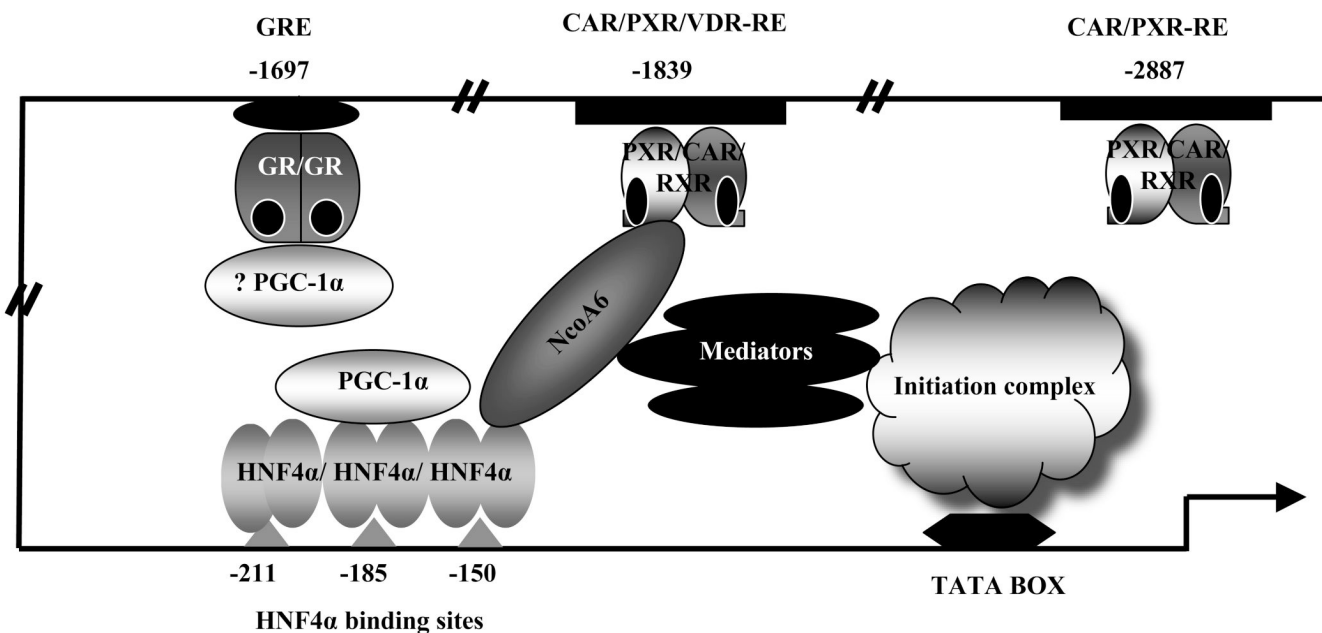 GRE
CAR/PXR/VDR-RE
CAR/PXR-RE
-1697
-1839
-2887
GR/GR
PXR/CAR/
RXR
PXR/CAR/
RXR
? PGC-1α
NcoA6
Mediators
Initiation complex
PGC-1α
HNF4α/ HNF4α/ HNF4α
-211
-185
-150
TATA BOX
HNF4α binding sites